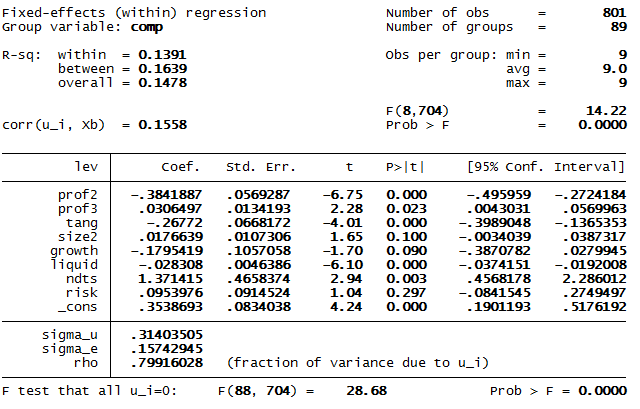 Fixed-effects (within) regression Number of obs = 801
Group variable: comp Number of groups = 89
R-sq: within = 0.1391 Obs per group: min = 9
between = 0.1639 avg = 9.0
overall = 0.1478 max = 9
F(8,704) = 14.22
corr(u_i, Xb) = 0.1558 Prob > F = 0.0000
lev Coef. Std. Err. t P>|t| [95% Conf. Interval]
prof2 -.3841887 .0569287 -6.75 0.000 -.495959 -.2724184
prof3 .0306497 .0134193 2.28 0.023 .0043031 .0569963
tang -.26772 .0668172 -4.01 0.000 -.3989048 -.1365353
size2 .0176639 .0107306 1.65 0.100 -.0034039 .0387317
growth -.1795419 .1057058 -1.70 0.090 -.3870782 .0279945
liquid -.028308 .0046386 -6.10 0.000 -.0374151 -.0192008
ndts 1.371415 .4658374 2.94 0.003 .4568178 2.286012
risk .0953976 .0914524 1.04 0.297 -.0841545 .2749497
_cons .3538693 .0834038 4.24 0.000 .1901193 .5176192
sigma_u .31403505
sigma_e .15742945
rho .79916028 (fraction of variance due to u_i)
F test that all u_i=0: F(88, 704) = 28.68 Prob > F = 0.0000